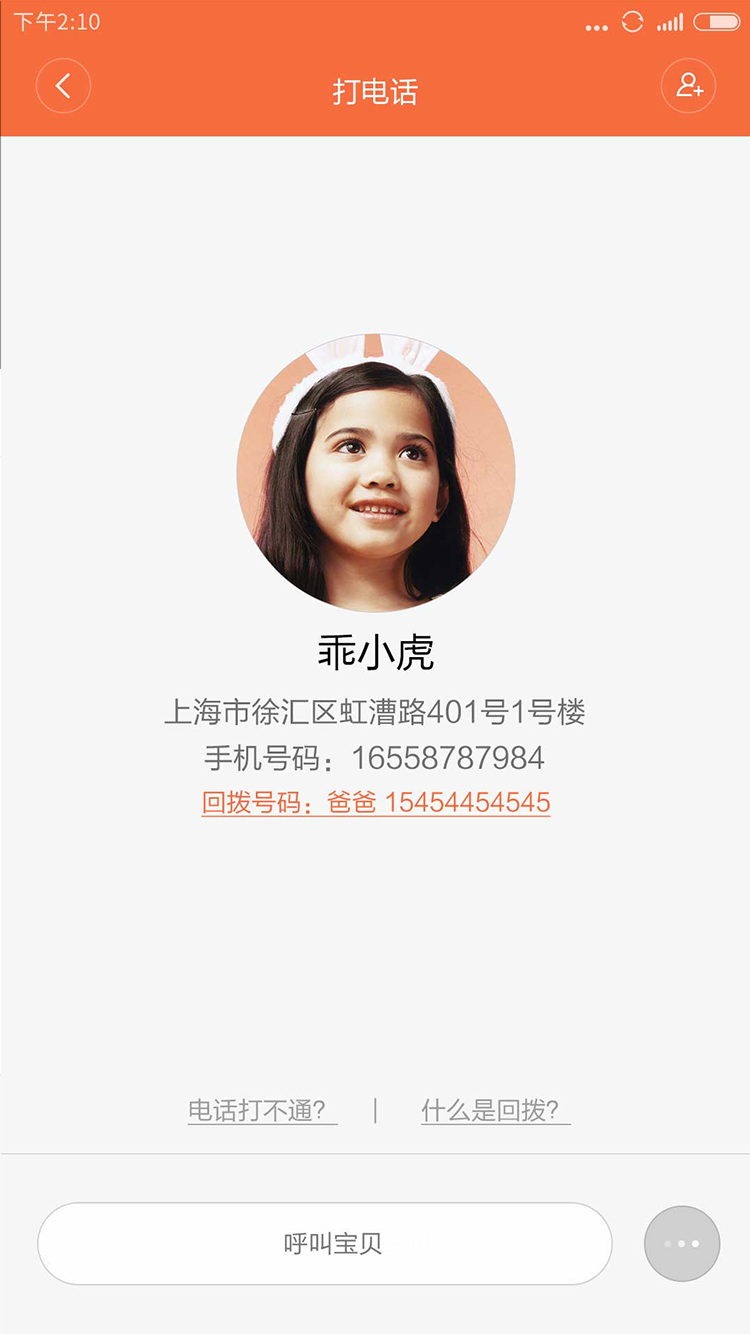 下午2:10
打电话
乖小虎
上海市徐汇区虹漕路401号1号楼
手机号码：16558787984
回拨号码：爸爸 15454454545
电话打不通？ | 什么是回拨？
呼叫宝贝